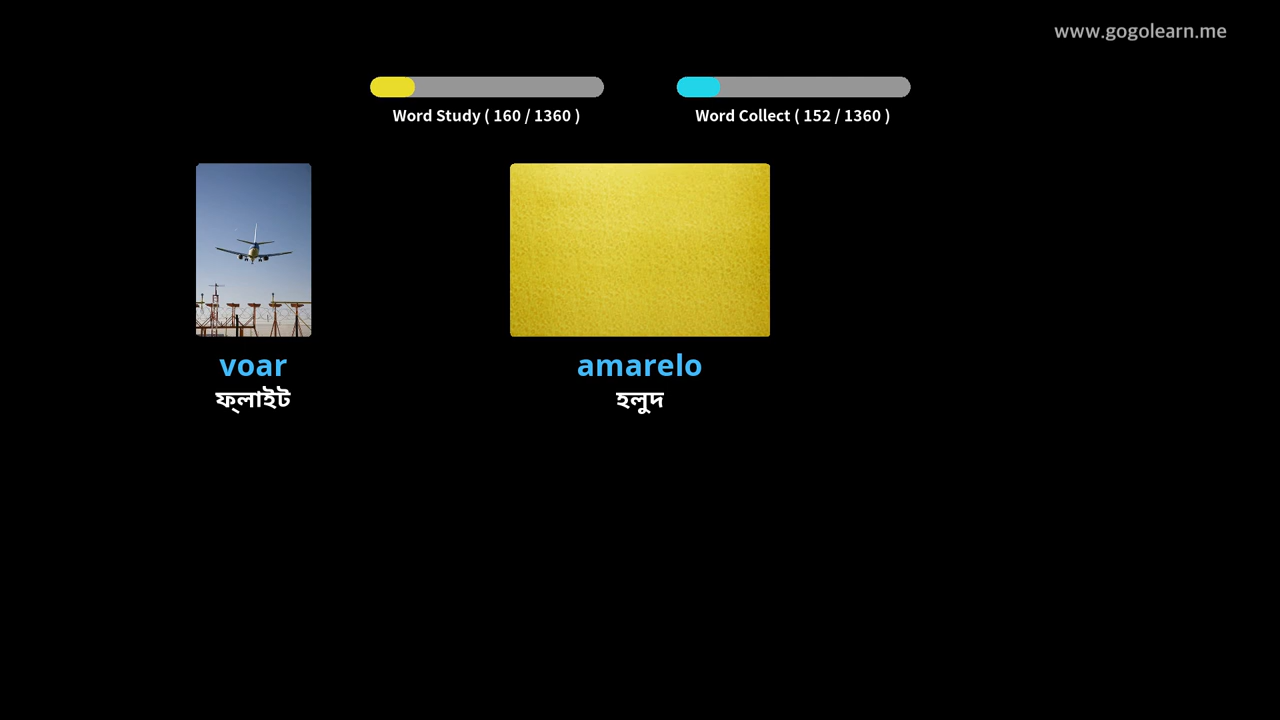 www.gogolearn.me
Word Study ( 160 / 1360 )
Word Collect ( 152 / 1360 )
voar
ফ্লাইট
amarelo
হলুদ